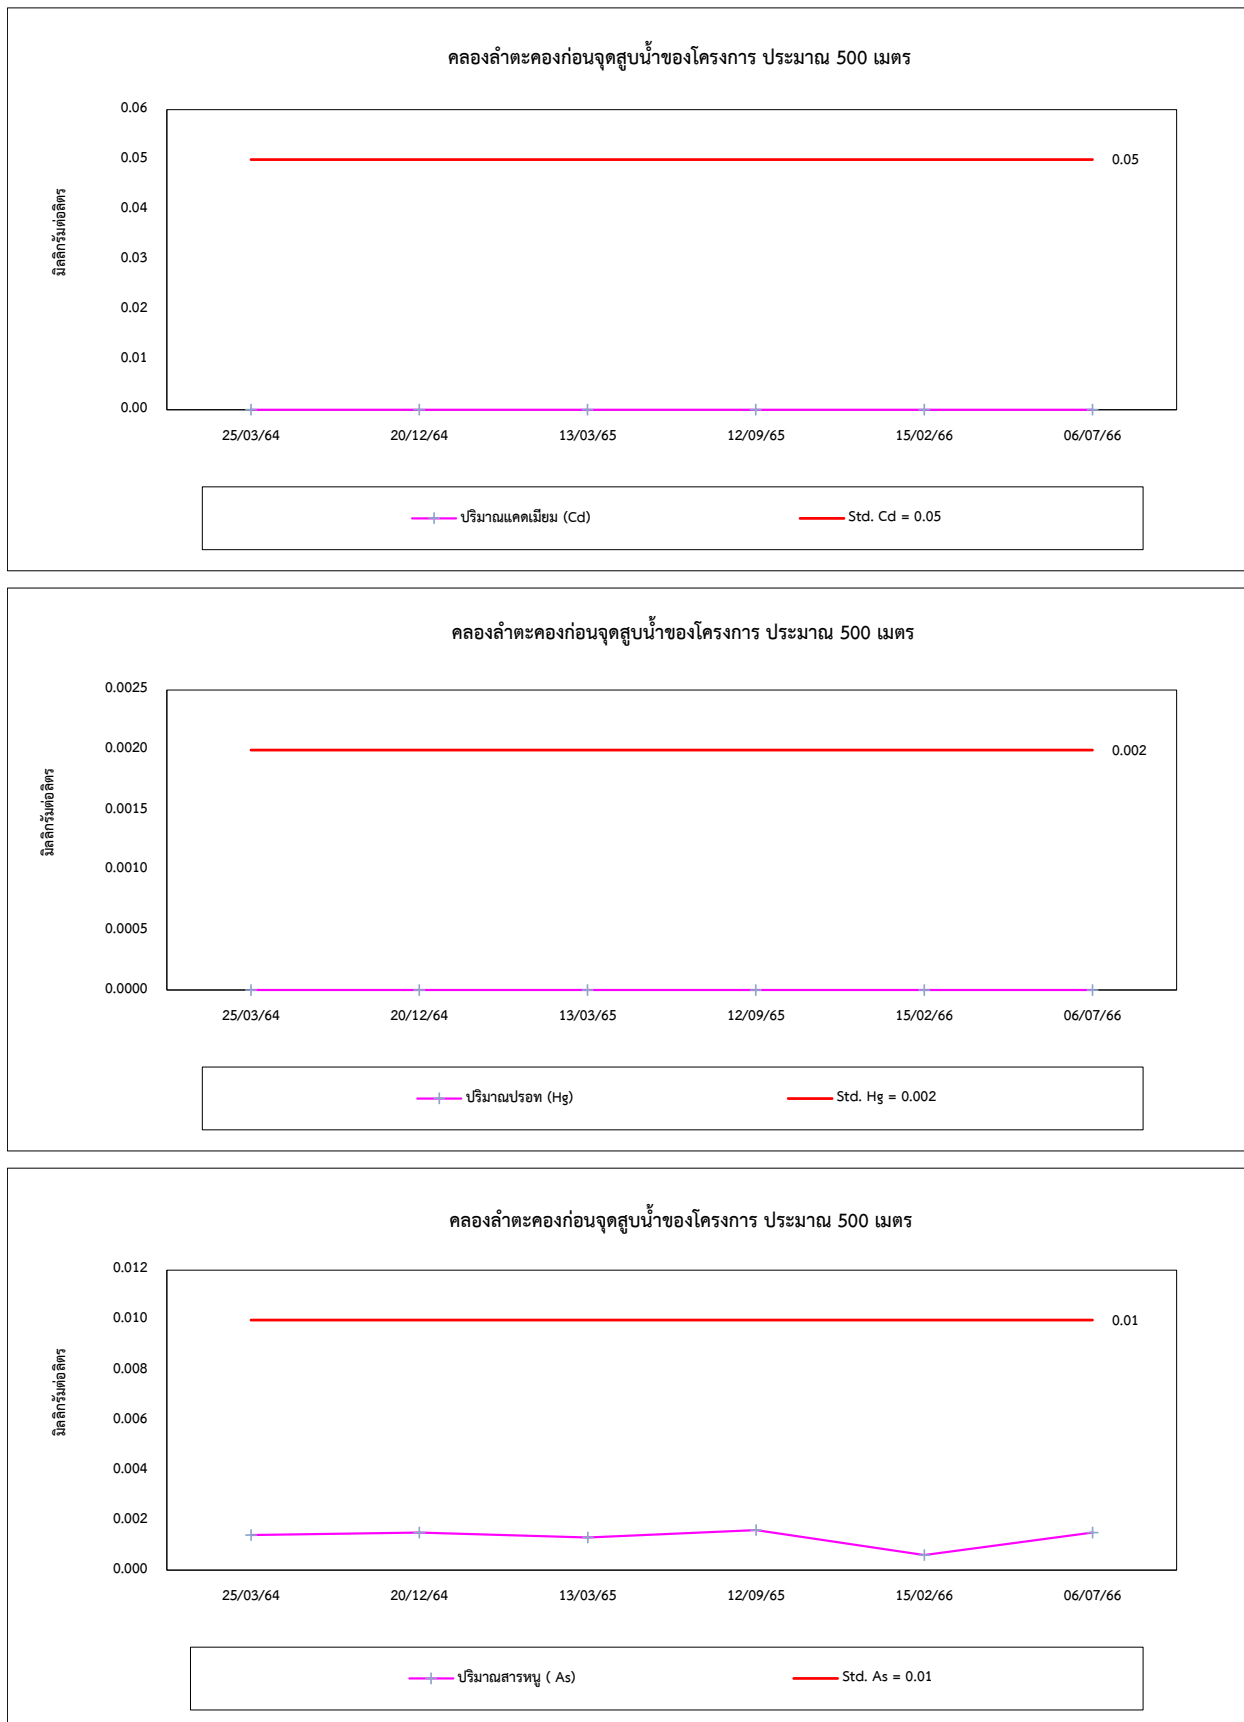 คลองลำตะคองก่อนจุดสูบน้ำของโครงการ ประมาณ 500 เมตร
มิลลิกรัมต่อลิตร
0.06
0.05
0.04
0.03
0.02
0.01
0.00
0.05
25/03/64 20/12/64 13/03/65 12/09/65 15/02/66 06/07/66
ปริมาณแคดเมียม (Cd) Std. Cd = 0.05
คลองลำตะคองก่อนจุดสูบน้ำของโครงการ ประมาณ 500 เมตร
มิลลิกรัมต่อลิตร
0.0025
0.0020
0.0015
0.0010
0.0005
0.0000
0.002
25/03/64 20/12/64 13/03/65 12/09/65 15/02/66 06/07/66
ปริมาณปรอท (Hg) Std. Hg = 0.002
คลองลำตะคองก่อนจุดสูบน้ำของโครงการ ประมาณ 500 เมตร
มิลลิกรัมต่อลิตร
0.012
0.010
0.008
0.006
0.004
0.002
0.000
0.01
25/03/64 20/12/64 13/03/65 12/09/65 15/02/66 06/07/66
ปริมาณสารหนู ( As) Std. As = 0.01